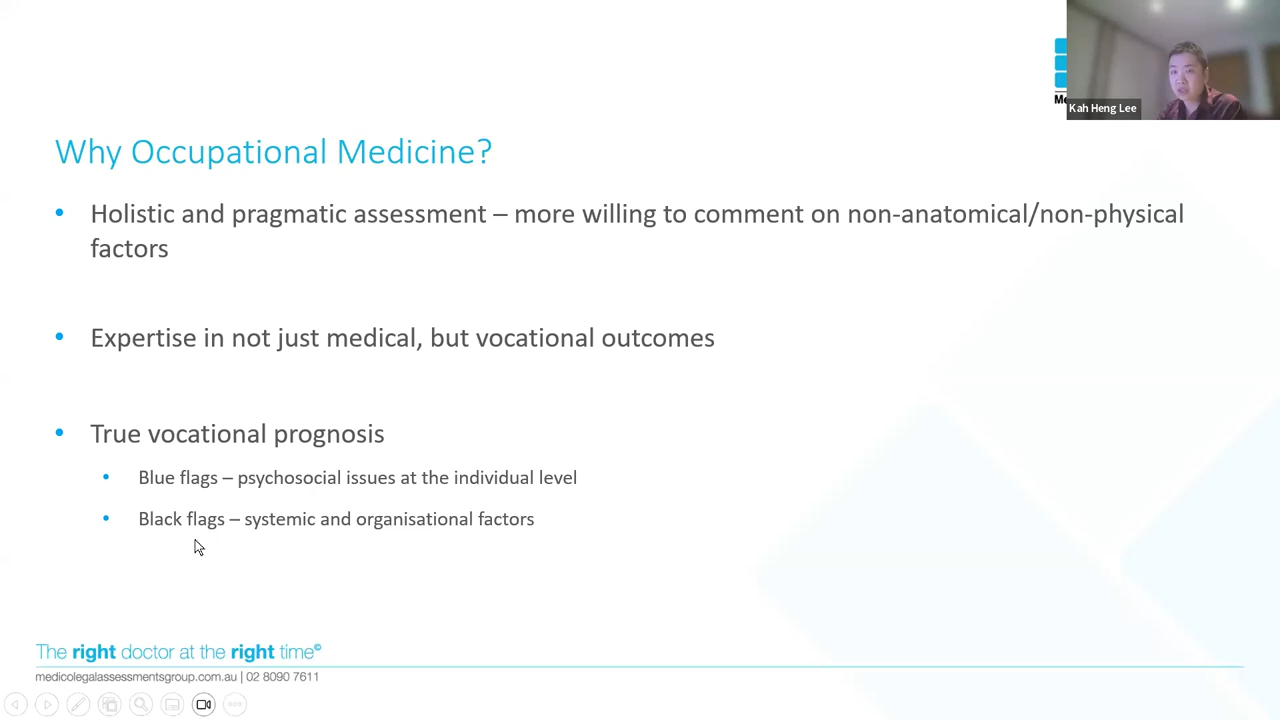 Me
Kah Heng Lee
Why Occupational Medicine?
• Holistic and pragmatic assessment – more willing to comment on non-anatomical/non-physical
factors
• Expertise in not just medical, but vocational outcomes
• True vocational prognosis
• Blue flags – psychosocial issues at the individual level
• Black flags – systemic and organisational factors
The right doctor at the right time©
medicolegalassessmentsgroup.com.au | 02 8090 7611